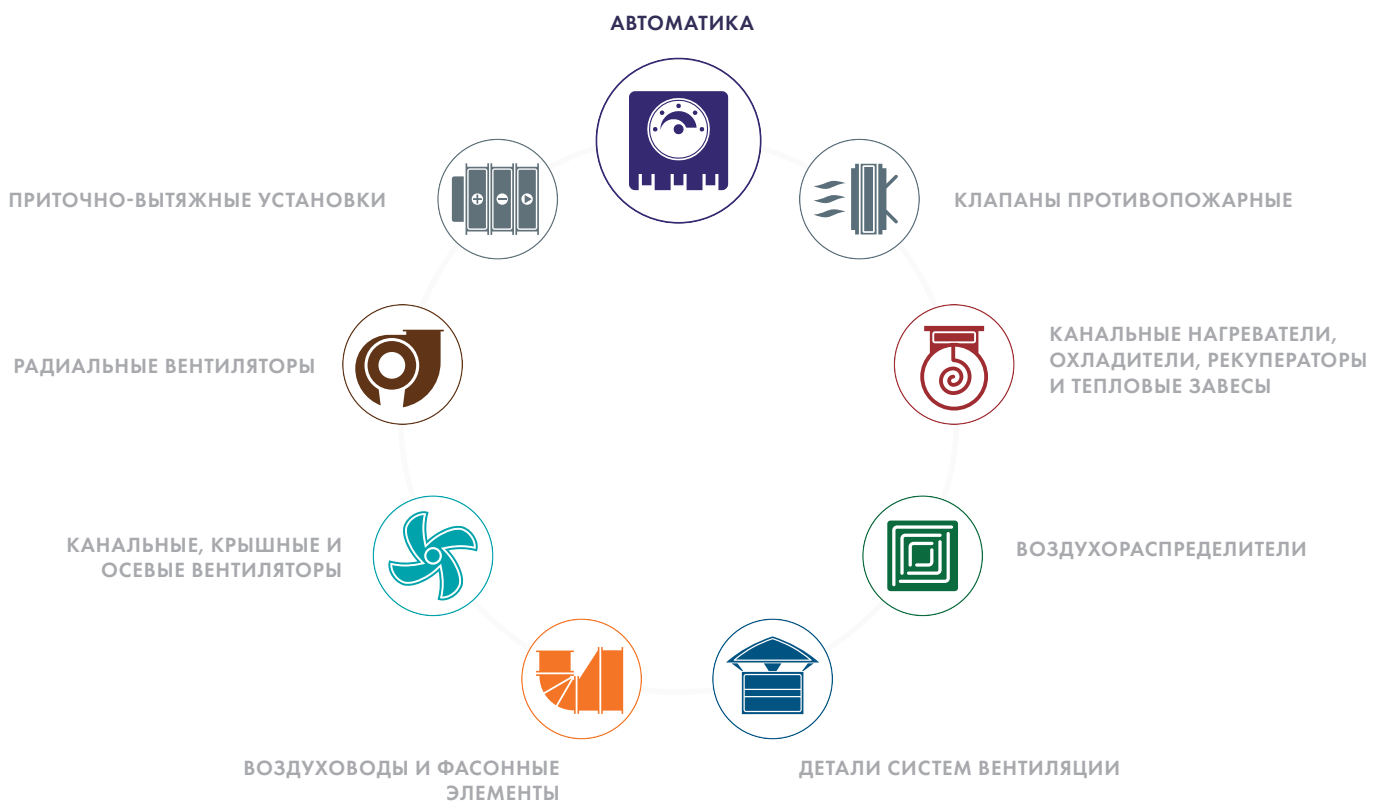 АВТОМАТИКА
ПРИТОЧНО-ВЫТЯЖНЫЕ УСТАНОВКИ
КЛАПАНЫ ПРОТИВОПОЖАРНЫЕ
РАДИАЛЬНЫЕ ВЕНТИЛЯТОРЫ
КАНАЛЬНЫЕ НАГРЕВАТЕЛИ,
ОХЛАДИТЕЛИ, РЕКУПЕРАТОРЫ
И ТЕПЛОВЫЕ ЗАВЕСЫ
КАНАЛЬНЫЕ, КРЫШНЫЕ И
ОСЕВЫЕ ВЕНТИЛЯТОРЫ
ВОЗДУХОРАСПРЕДЕЛИТЕЛИ
ВОЗДУХОВОДЫ И ФАСОННЫЕ
ЭЛЕМЕНТЫ
ДЕТАЛИ СИСТЕМ ВЕНТИЛЯЦИИ